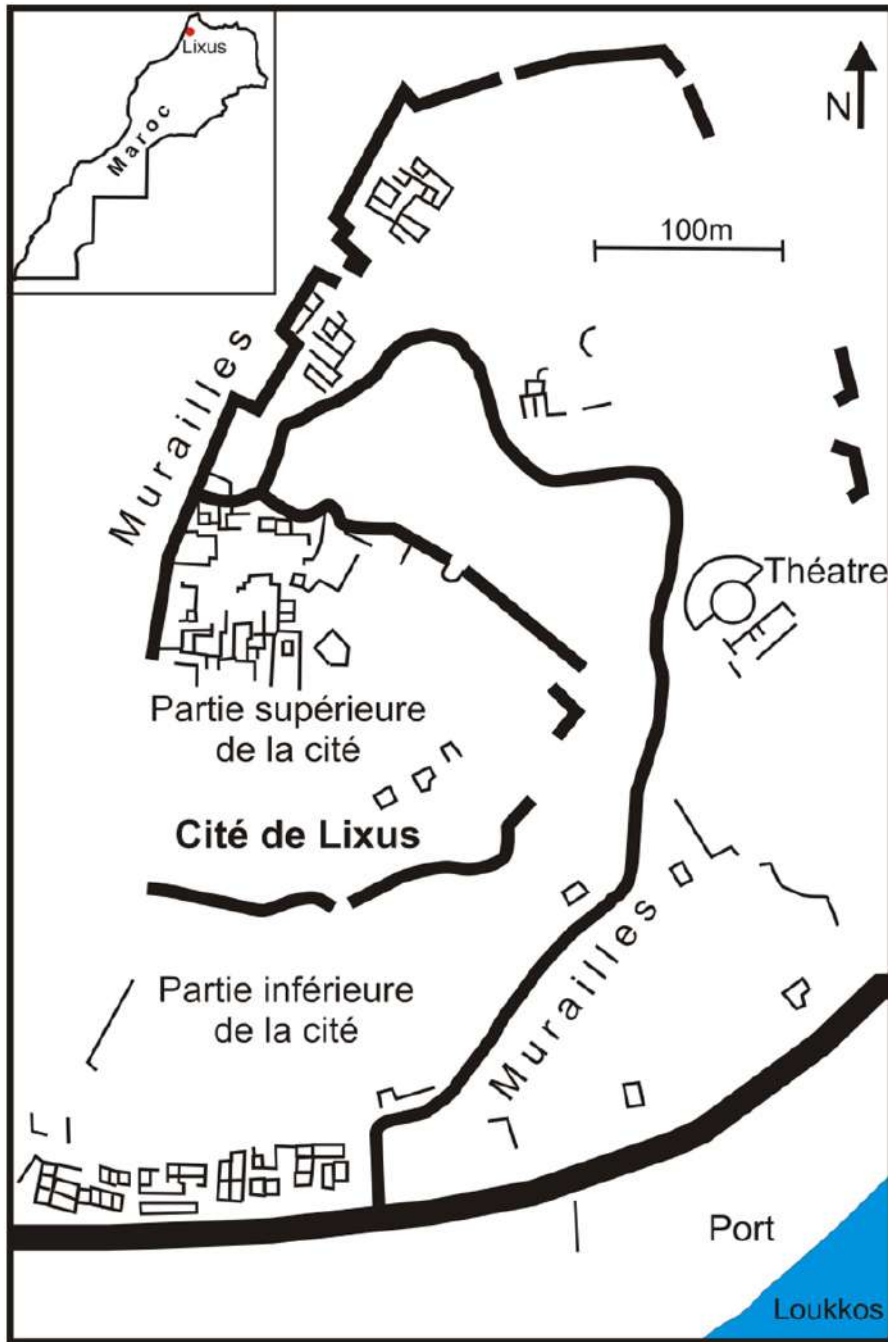 Lixus
Maroc
N
100m
Murailles
Théatre
Partie supérieure
de la cité
Cité de Lixus
Partie inférieure
de la cité
Murailles
Port
Loukkos